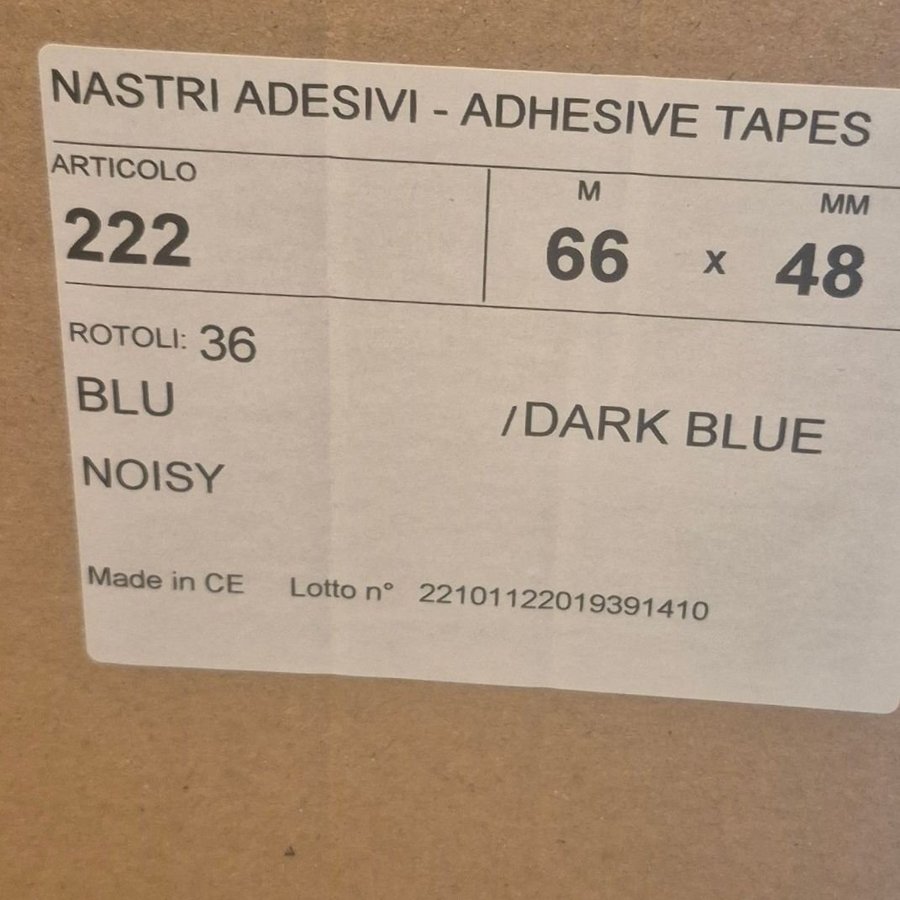 NASTRI ADESIVI - ADHESIVE TAPES
ARTICOLO M MM
222 66 x 48
ROTOLI: 36
BLU /DARK BLUE
NOISY
Made in CE Lotto n° 22101122019391410